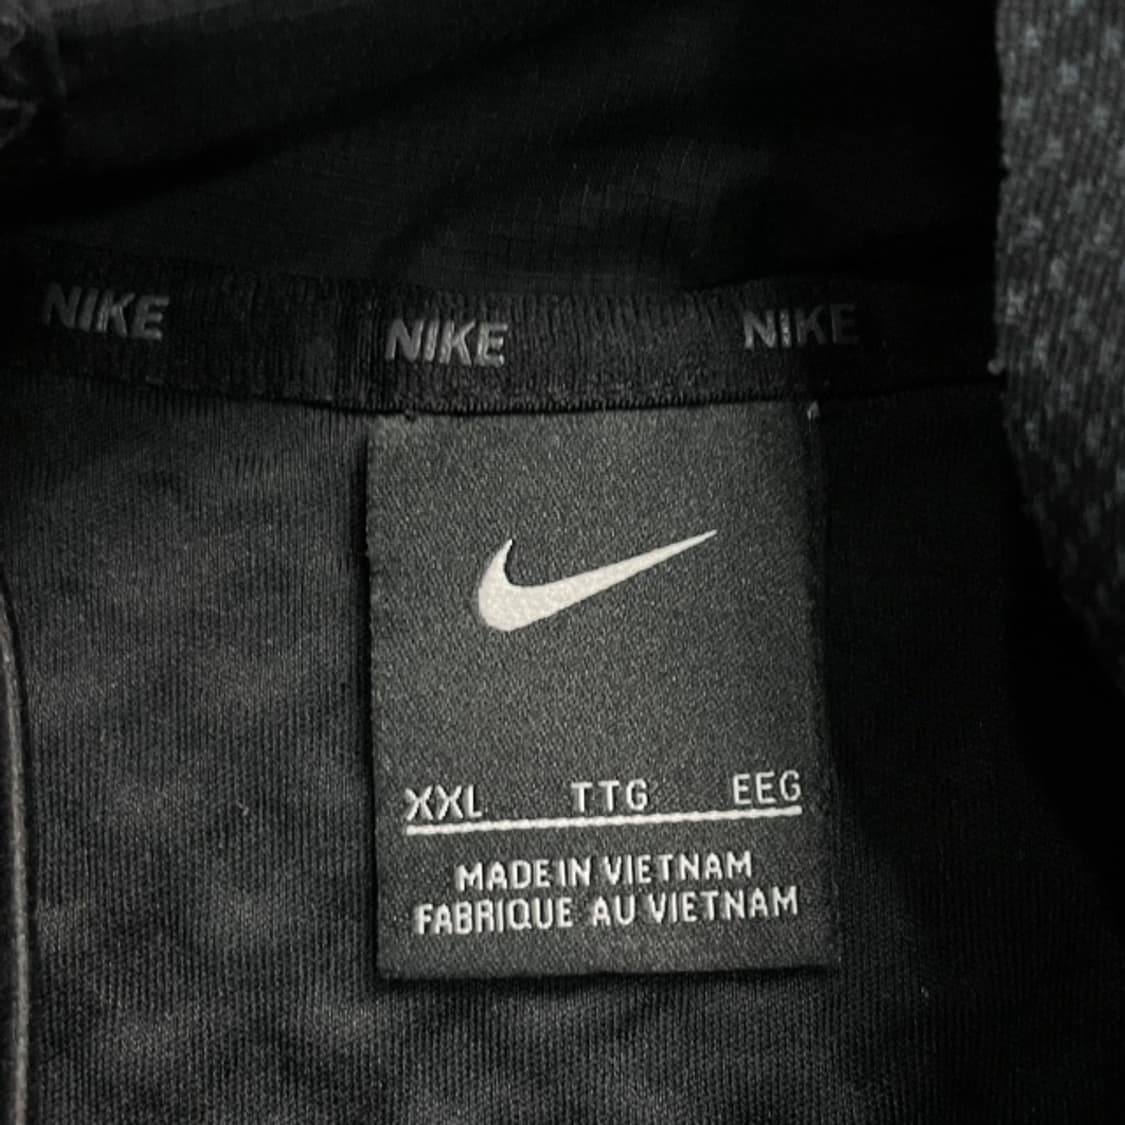 NIKE NIKE NIKE
XXL TTG EEG
MADE IN VIETNAM
FABRIQUE AU VIETNAM